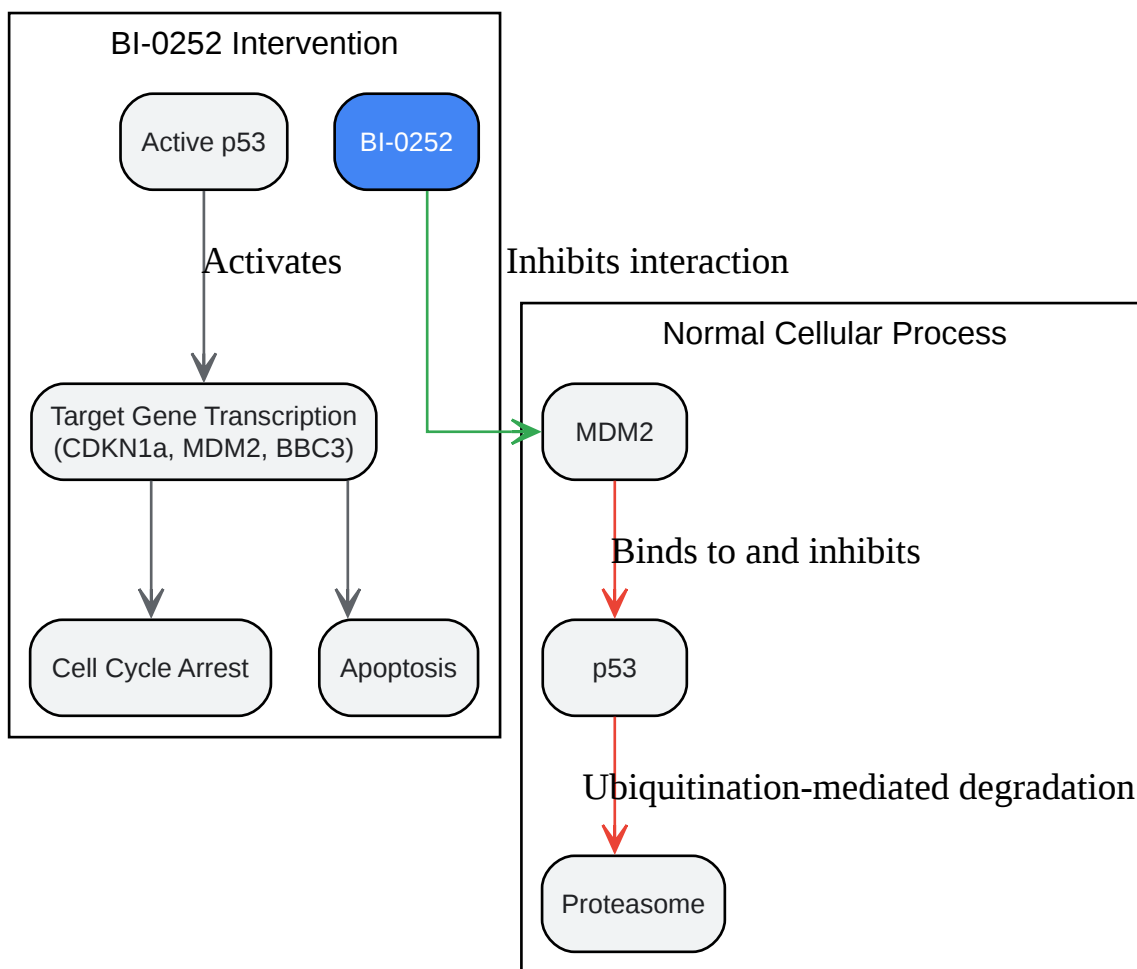 BI-0252 Intervention
Active p53
BI-0252
Activates
Inhibits interaction
Normal Cellular Process
Target Gene Transcription
(CDKN1a, MDM2, BBC3)
MDM2
Binds to and inhibits
Cell Cycle Arrest
Apoptosis
p53
Ubiquitination-mediated degradation
Proteasome